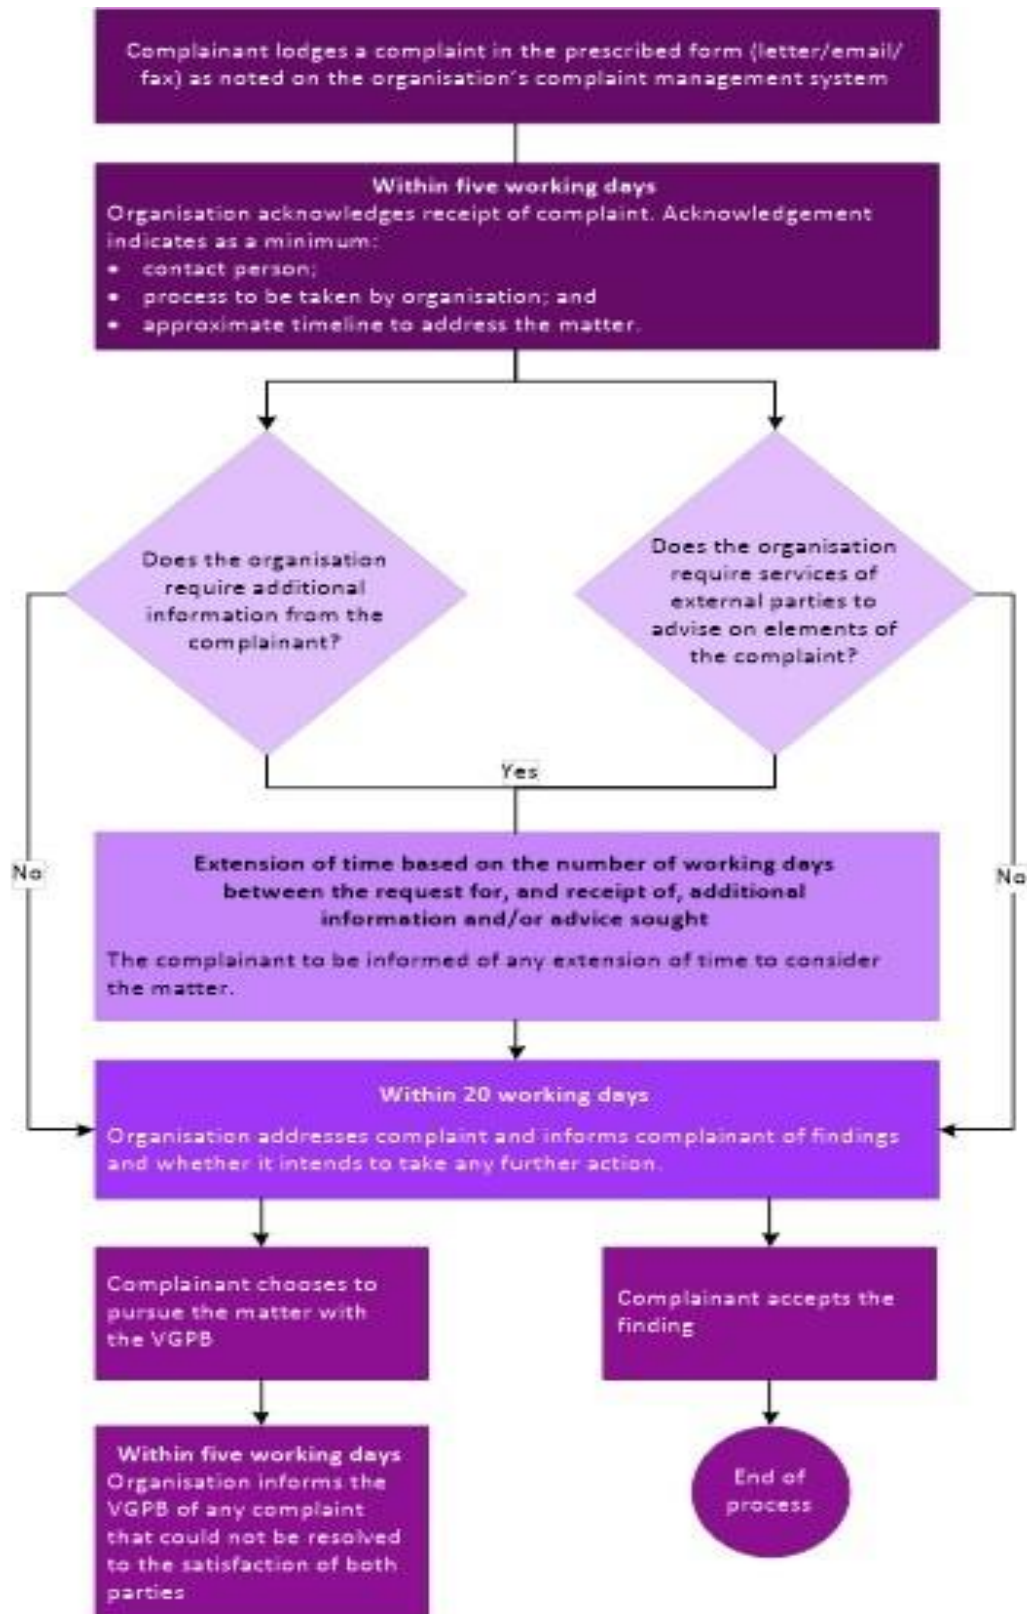 Complainant lodges a complaint in the prescribed form (letter/email/
fax) as noted on the organisation's complaint management system
Within five working days
Organisation acknowledges receipt of complaint. Acknowledgement
indicates as a minimum:
• contact person;
• process to be taken by organisation; and
• approximate timeline to address the matter.
Does the organisation
require additional
information from the
complainant?
Does the organisation
require services of
external parties to
advise on elements of
the complaint?
Yes
No
No
Extension of time based on the number of working days
between the request for, and receipt of, additional
information and/or advice sought
The complainant to be informed of any extension of time to consider
the matter.
Within 20 working days
Organisation addresses complaint and informs complainant of findings
and whether it intends to take any further action.
Complainant chooses to
pursue the matter with
the VGPB
Complainant accepts the
finding
Within five working days
Organisation informs the
VGPB of any complaint
that could not be resolved
to the satisfaction of both
parties
End of
process